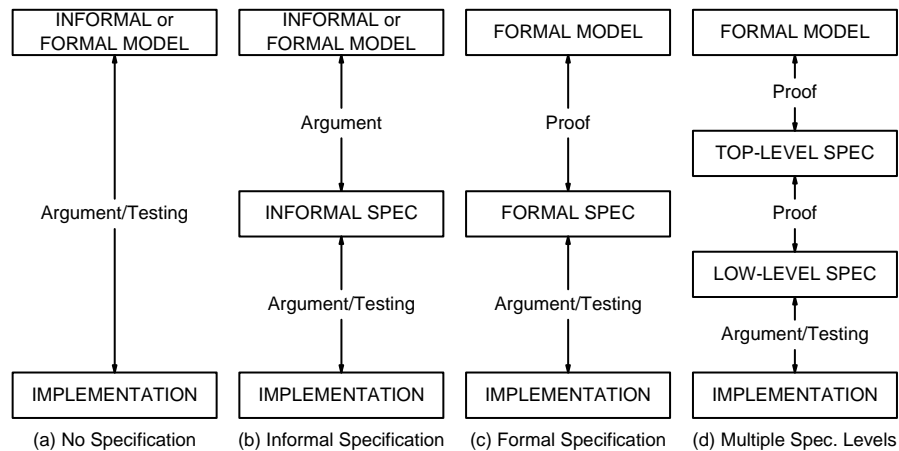 INFORMAL or
FORMAL MODEL
Argument/Testing
IMPLEMENTATION
(a) No Specification
INFORMAL or
FORMAL MODEL
Argument
INFORMAL SPEC
Argument/Testing
IMPLEMENTATION
(b) Informal Specification
FORMAL MODEL
Proof
FORMAL SPEC
Argument/Testing
IMPLEMENTATION
(c) Formal Specification
FORMAL MODEL
Proof
TOP-LEVEL SPEC
Proof
LOW-LEVEL SPEC
Argument/Testing
IMPLEMENTATION
(d) Multiple Spec. Levels